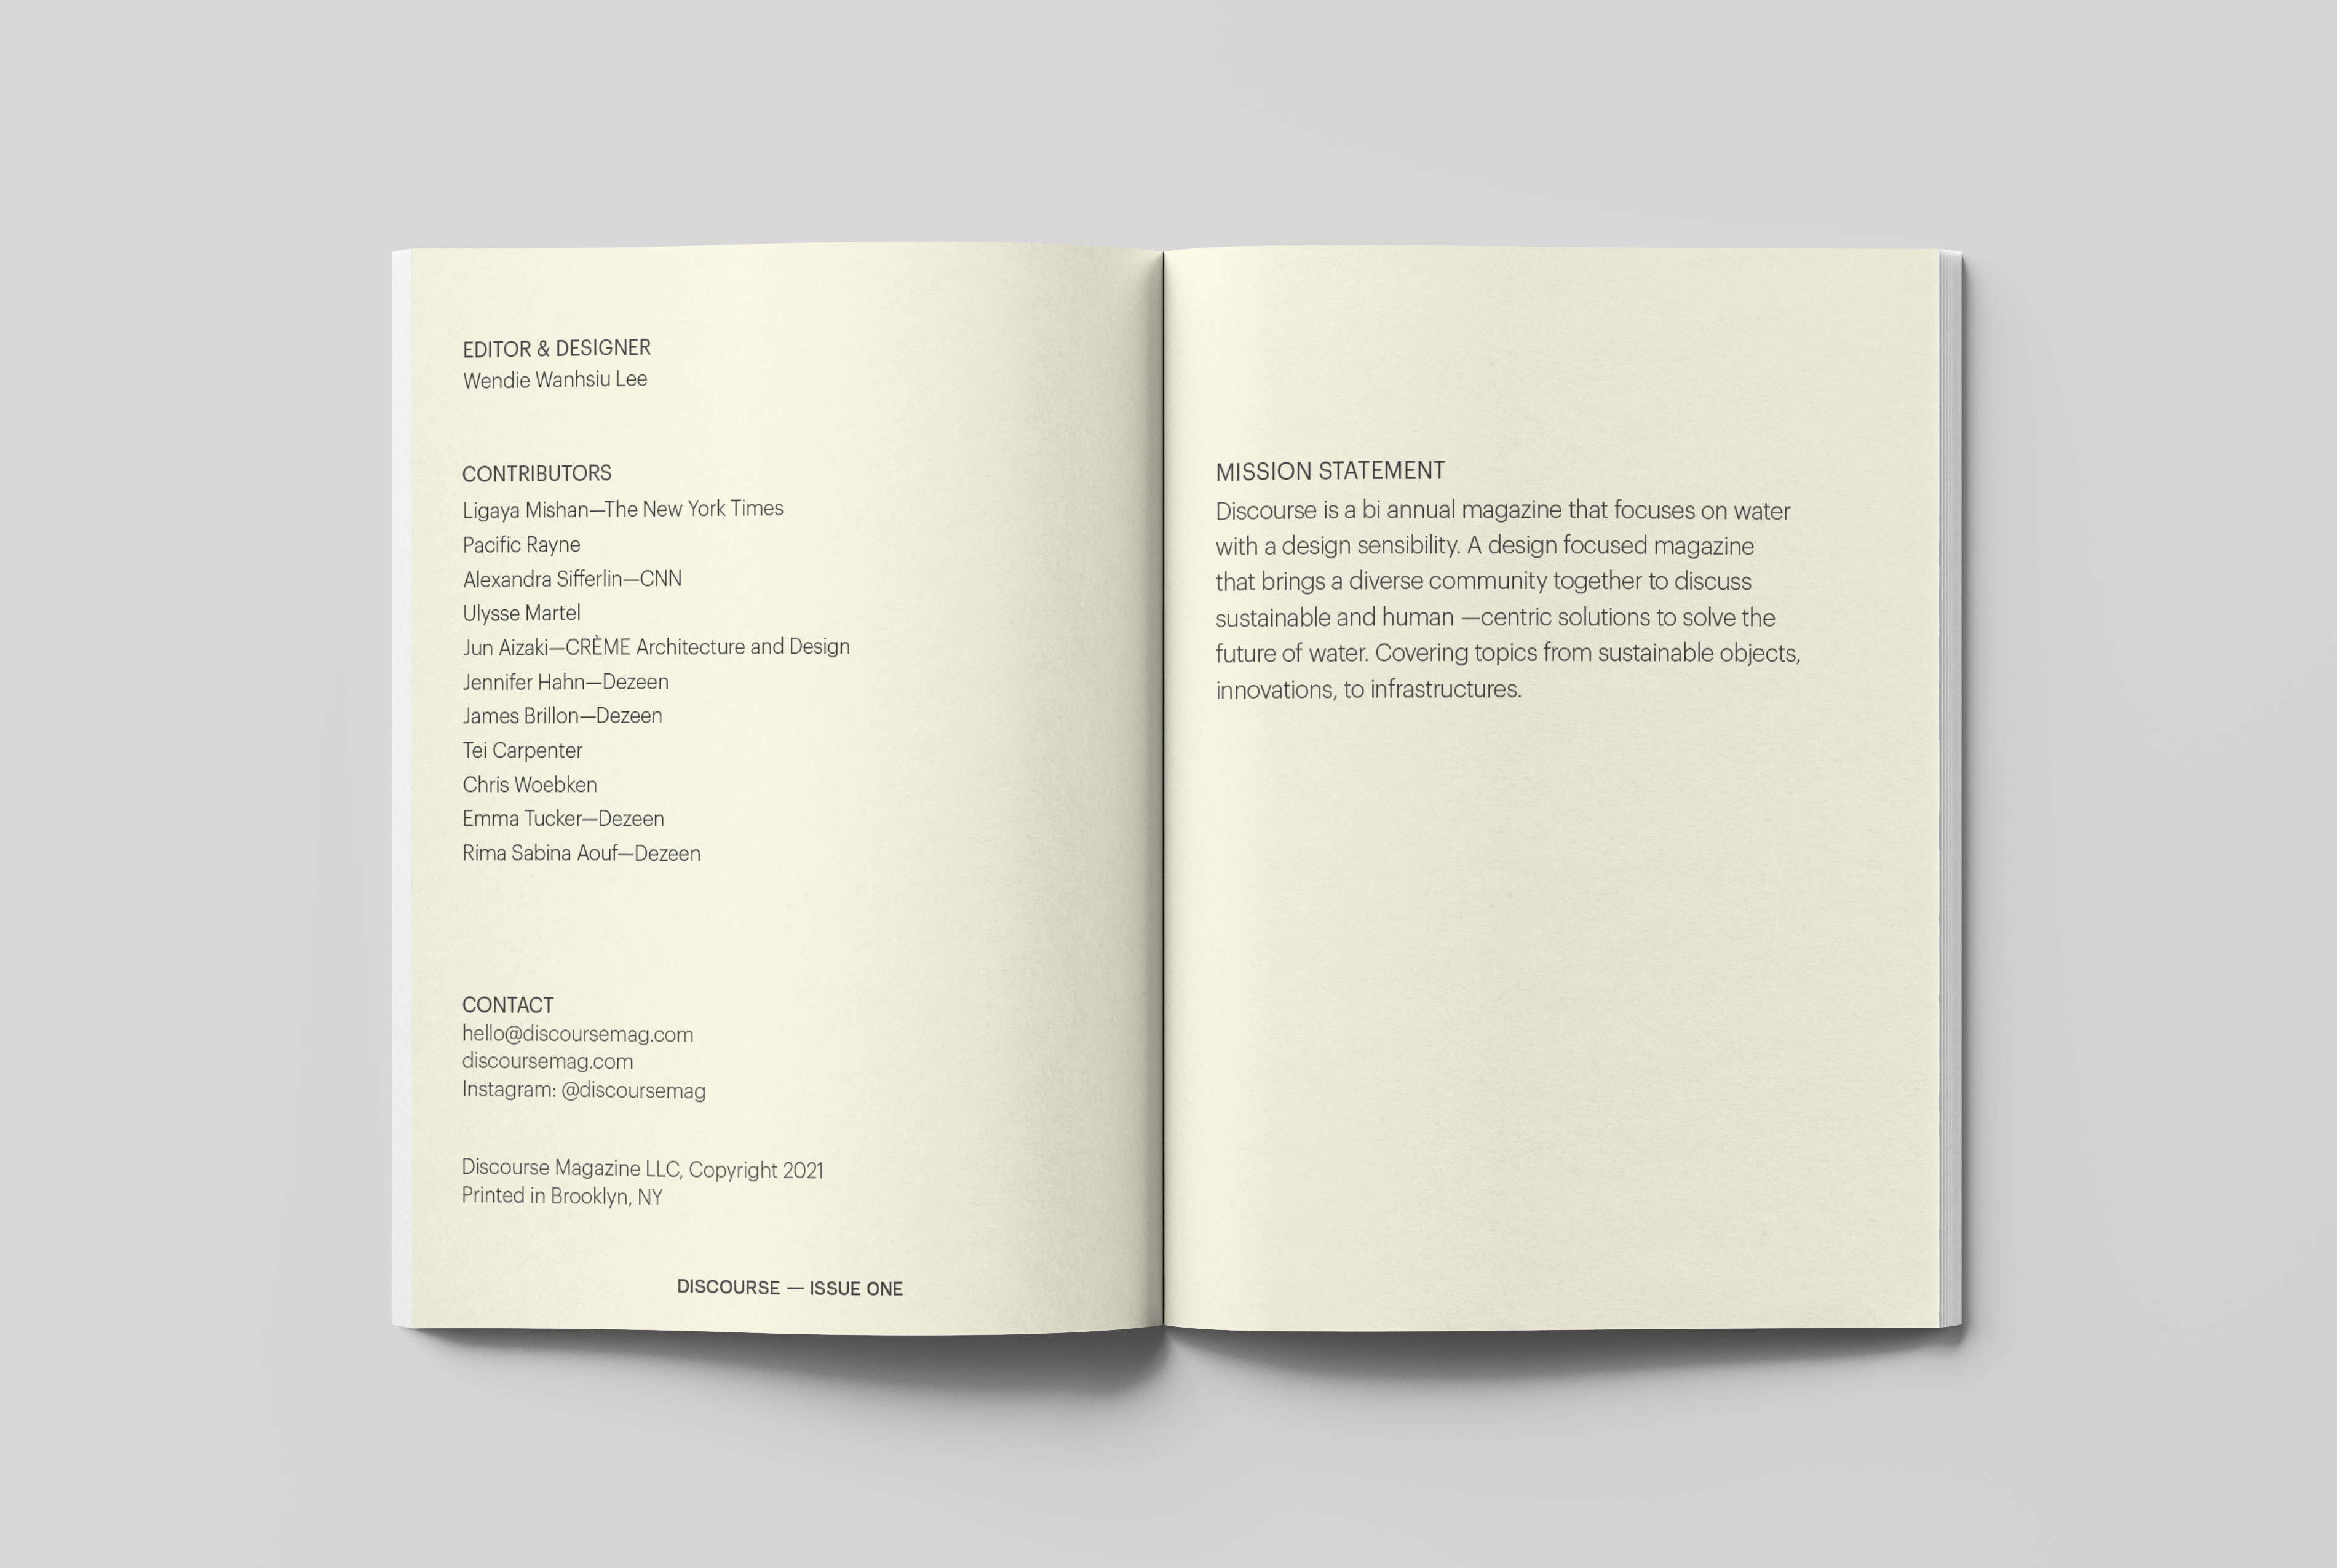 EDITOR & DESIGNER
Wendie Wanhsiu Lee
CONTRIBUTORS
Ligaya Mishan—The New York Times
Pacific Rayne
Alexandra Sifferlin—CNN
Ulysse Martel
Jun Aizaki—CRÈME Architecture and Design
Jennifer Hahn—Dezeen
James Brillon—Dezeen
Tei Carpenter
Chris Woebken
Emma Tucker—Dezeen
Rima Sabina Aouf—Dezeen
CONTACT
hello@discoursemag.com
discoursemag.com
Instagram: @discoursemag
Discourse Magazine LLC, Copyright 2021
Printed in Brooklyn, NY
DISCOURSE — ISSUE ONE
MISSION STATEMENT
Discourse is a bi annual magazine that focuses on water
with a design sensibility. A design focused magazine
that brings a diverse community together to discuss
sustainable and human —centric solutions to solve the
future of water. Covering topics from sustainable objects,
innovations, to infrastructures.